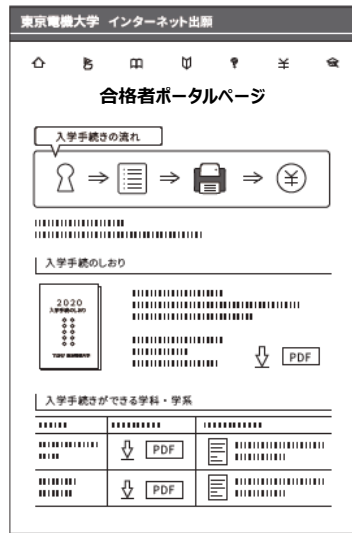 東京電機大学 インターネット出願
合格者ポータルページ
入学手続きの流れ
入学手続のしおり
2020
入学手続のしおり
PDF
入学手続きができる学科・学系
PDF
PDF